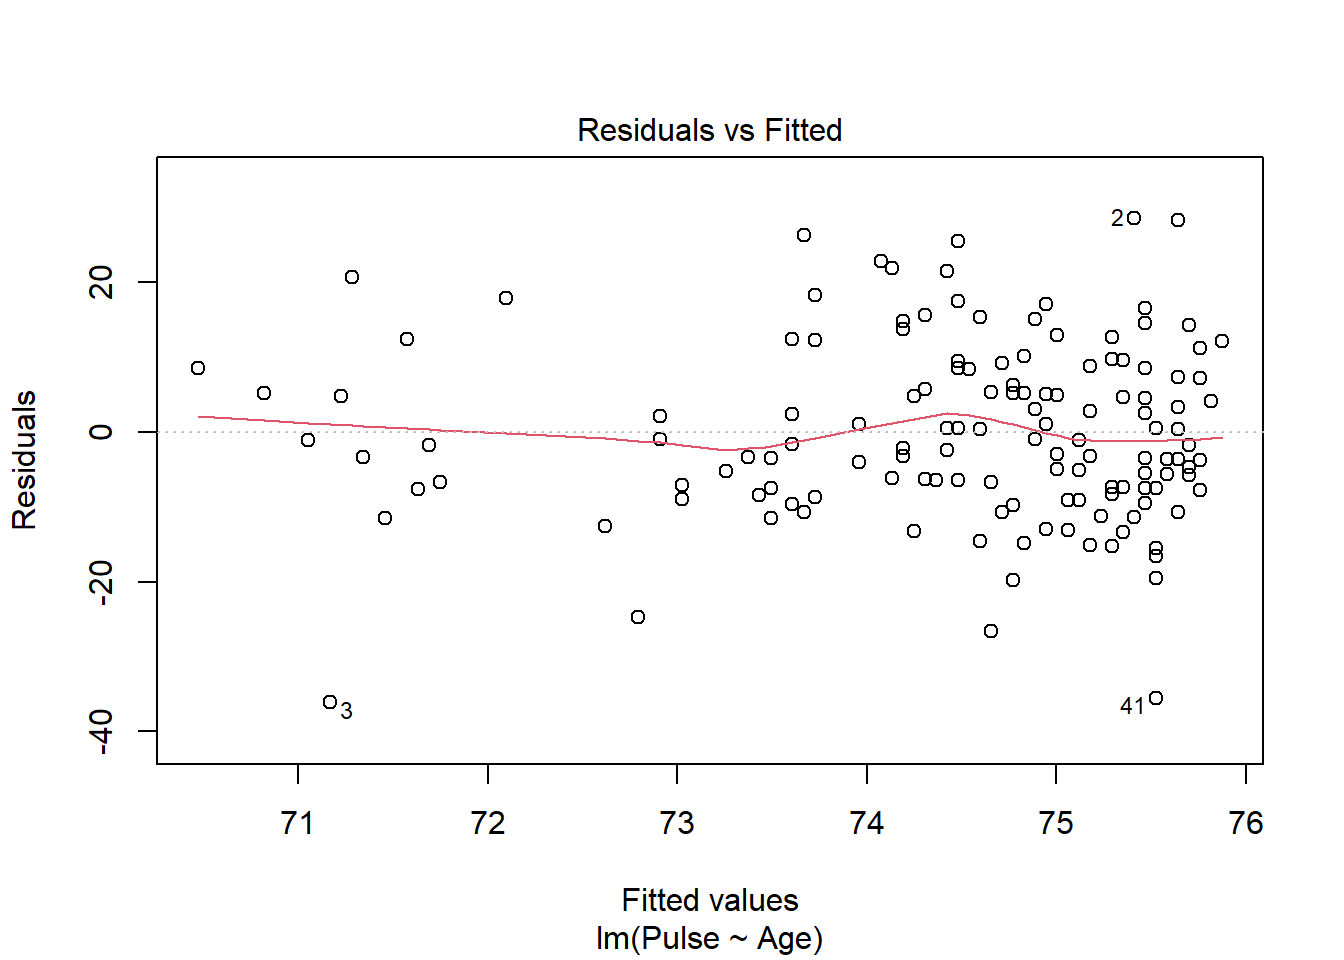 Residuals vs Fitted
Residuals
20
0
-20
-40
2
3
41
71 72 73 74 75 76
Fitted values
lm(Pulse ~ Age)